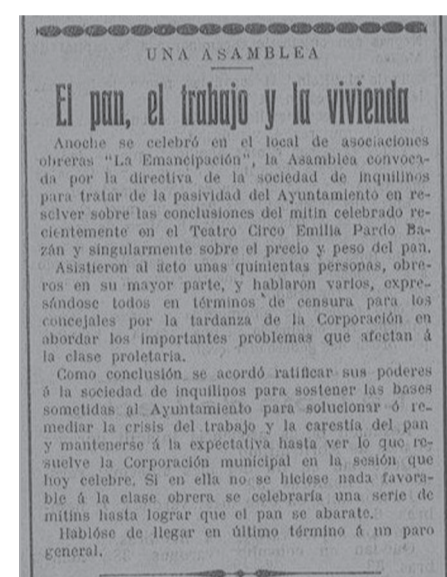 UNA ASAMBLEA
El pan, el trabajo y la vivienda
Anoche se celebró en el local de asociaciones
obreras "La Emancipación", la Asamblea convoca-
da por la directiva de la sociedad de inquilinos
para tratar de la pasividad del Ayuntamiento en re-
solver sobre las conclusiones del mitin celebrado re-
cientemente en el Teatro Circo Emilia Pardo Ba-
zán y singularmente sobre el precio y peso del pan.
Asistieron al acto unas quinientas personas, obre-
ros en su mayor parte, y hablaron varios, expre-
sándose todos en términos de censura para los
concejales por la tardanza de la Corporación en
abordar los importantes problemas que afectan á
la clase proletaria.
Como conclusión se acordó ratificar sus poderes
á la sociedad de inquilinos para sostener las bases
sometidas al Ayuntamiento para solucionar ó re-
mediar la crisis del trabajo y la carestía del pan
y mantenerse á la expectativa hasta ver lo que re-
suelve la Corporación municipal en la sesión que
hoy celebre. Si en ella no se hiciese nada favora-
ble á la clase obrera se celebraría una serie de
mitins hasta lograr que el pan se abarate.
Hablóse de llegar en último término á un paro
general.